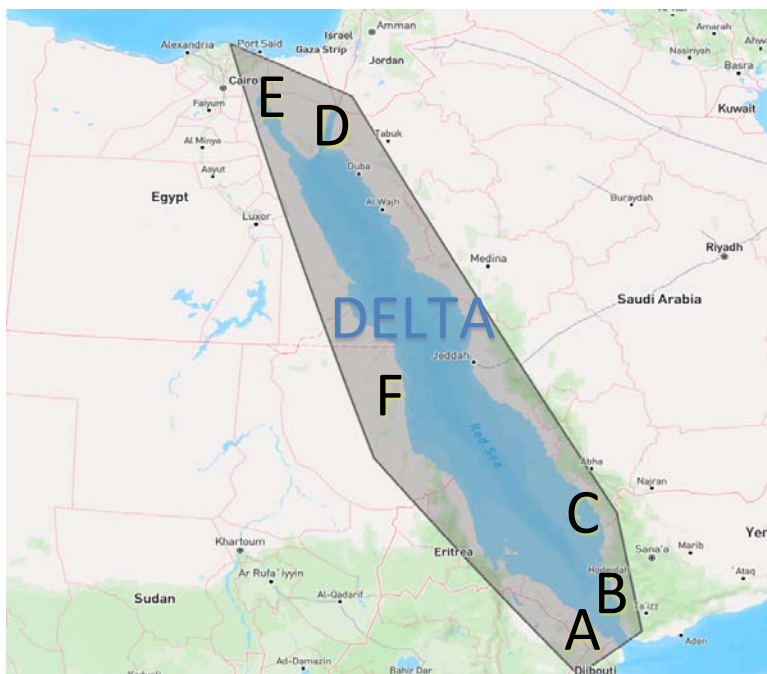 Alexandria
Port Said
Israel
Amman
Gaza Strip
Jordan
Amarah
Nasiriyah
Basra
Kuwait
Cairo
E
Faiyum
D
Tabuk
Al Minya
Asyut
Duba
Egypt
Al Wajh
Buraydah
Luxor
Riyadh
Medina
Saudi Arabia
DELTA
Jeddah
F
Red Sea
Abha
Najran
C
Khartoum
Eritrea
Sana'a
Marib
Yer
Hodeidah
Ar Rufa`iyyin
`Ataq
Sudan
Al-Qadarif
B
Ta'izz
A
Aden
Ad-Damazin
Bahir Dar
Djibouti